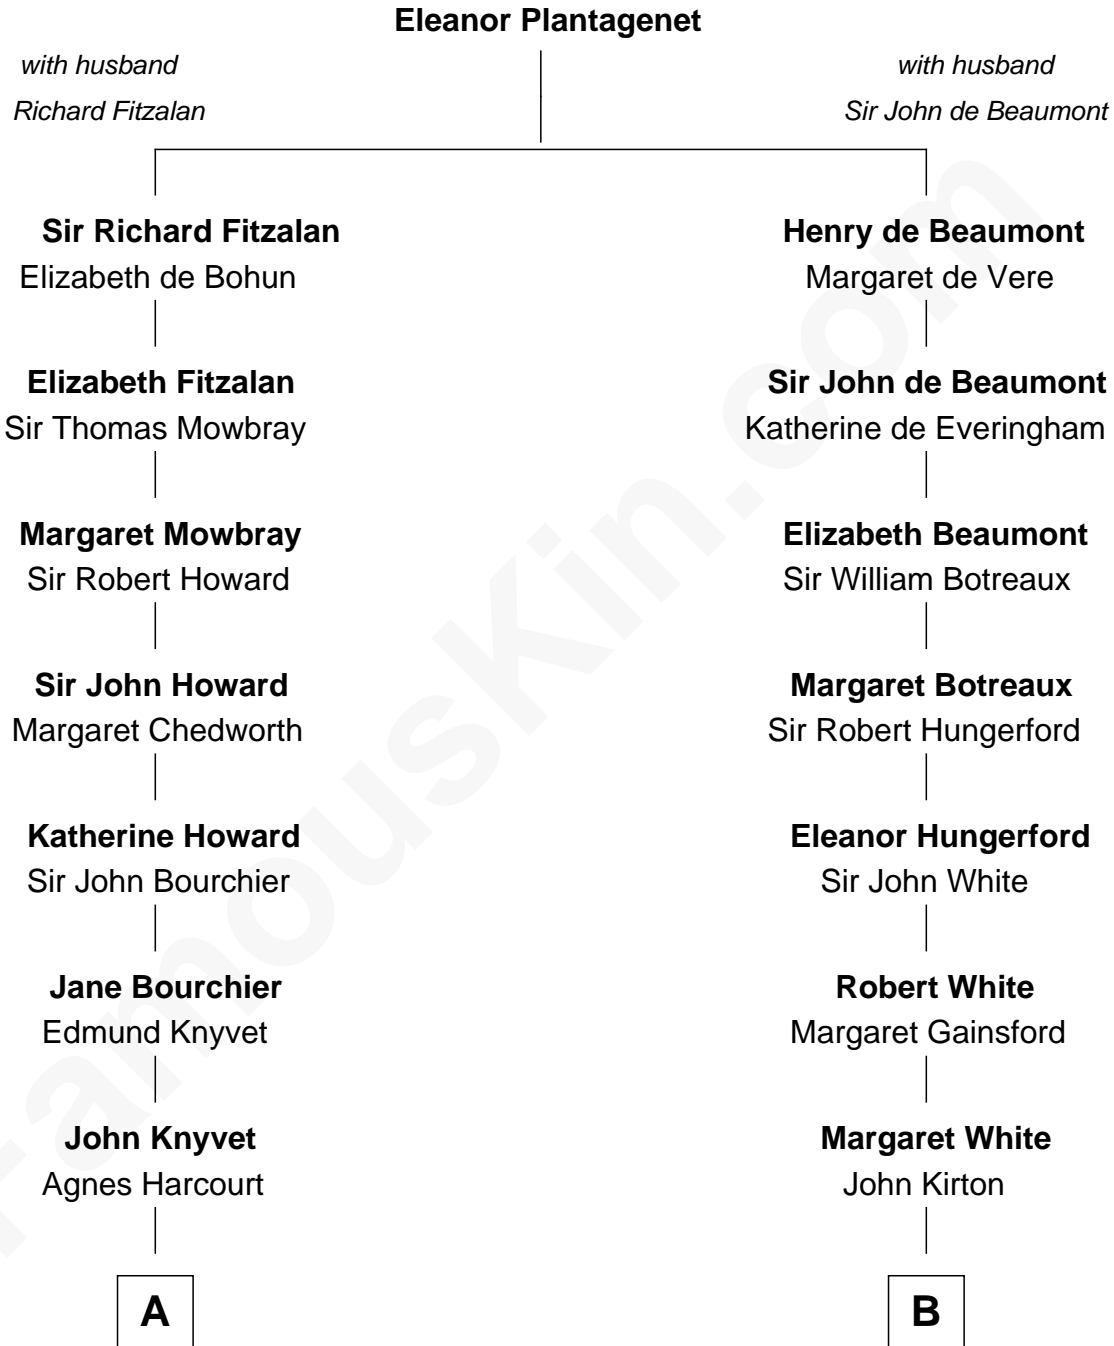 Eleanor Plantagenet
with husband
Richard Fitzalan
with husband
Sir John de Beaumont
Sir Richard Fitzalan
Elizabeth de Bohun
Henry de Beaumont
Margaret de Vere
Elizabeth Fitzalan
Sir Thomas Mowbray
Sir John de Beaumont
Katherine de Everingham
Margaret Mowbray
Sir Robert Howard
Elizabeth Beaumont
Sir William Botreaux
Sir John Howard
Margaret Chedworth
Margaret Botreaux
Sir Robert Hungerford
Katherine Howard
Sir John Bourchier
Eleanor Hungerford
Sir John White
Jane Bourchier
Edmund Knyvet
Robert White
Margaret Gainsford
John Knyvet
Agnes Harcourt
Margaret White
John Kirton
A
B
FamousKin.com